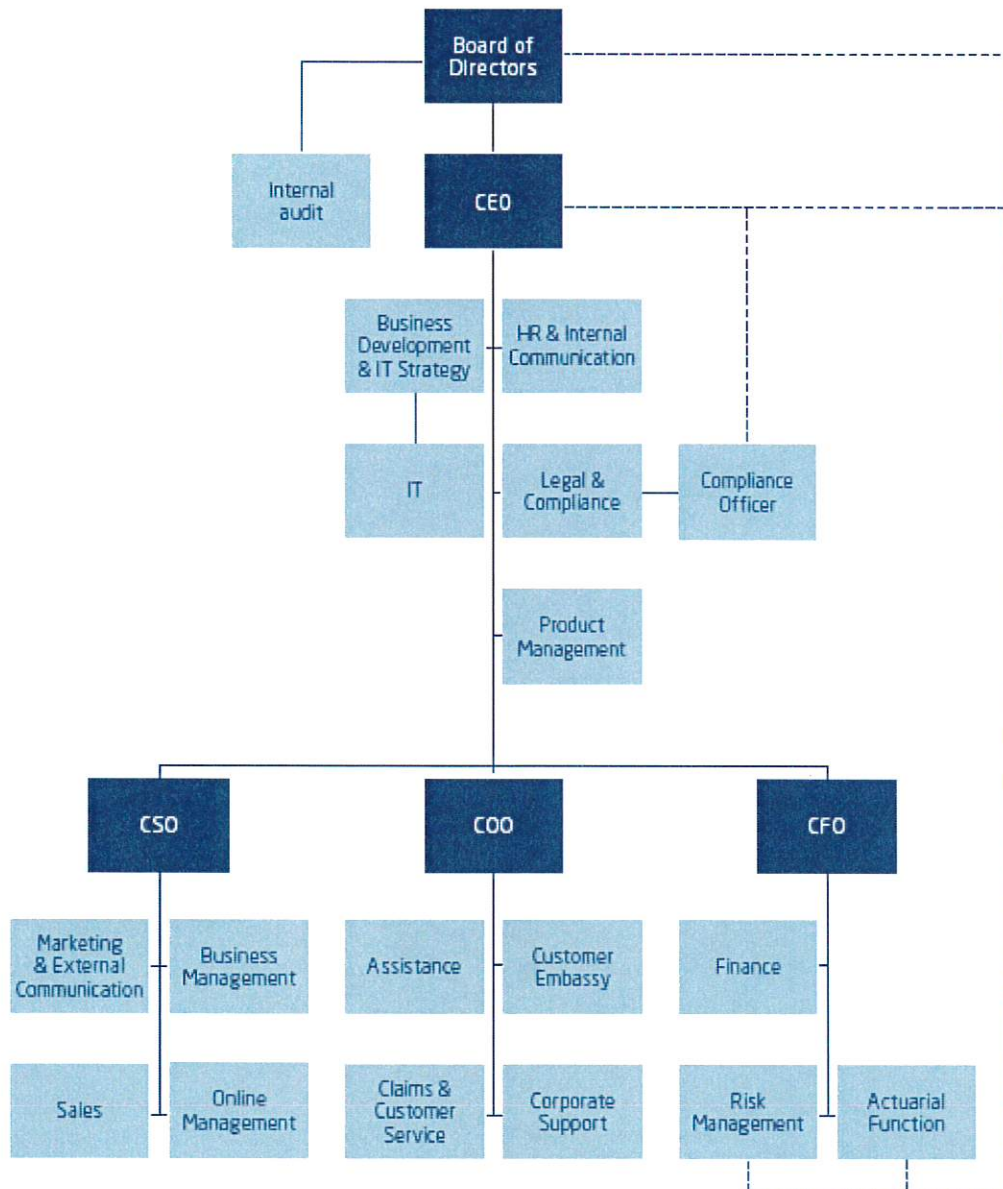 Board of
Directors
Internal
audit
CEO
Business
Development
& IT Strategy
HR & Internal
Communication
IT
Legal &
Compliance
Compliance
Officer
Product
Management
CSO
COO
CFO
Marketing
& External
Communication
Business
Management
Assistance
Customer
Embassy
Finance
Sales
Online
Management
Claims &
Customer
Service
Corporate
Support
Risk
Management
Actuarial
Function